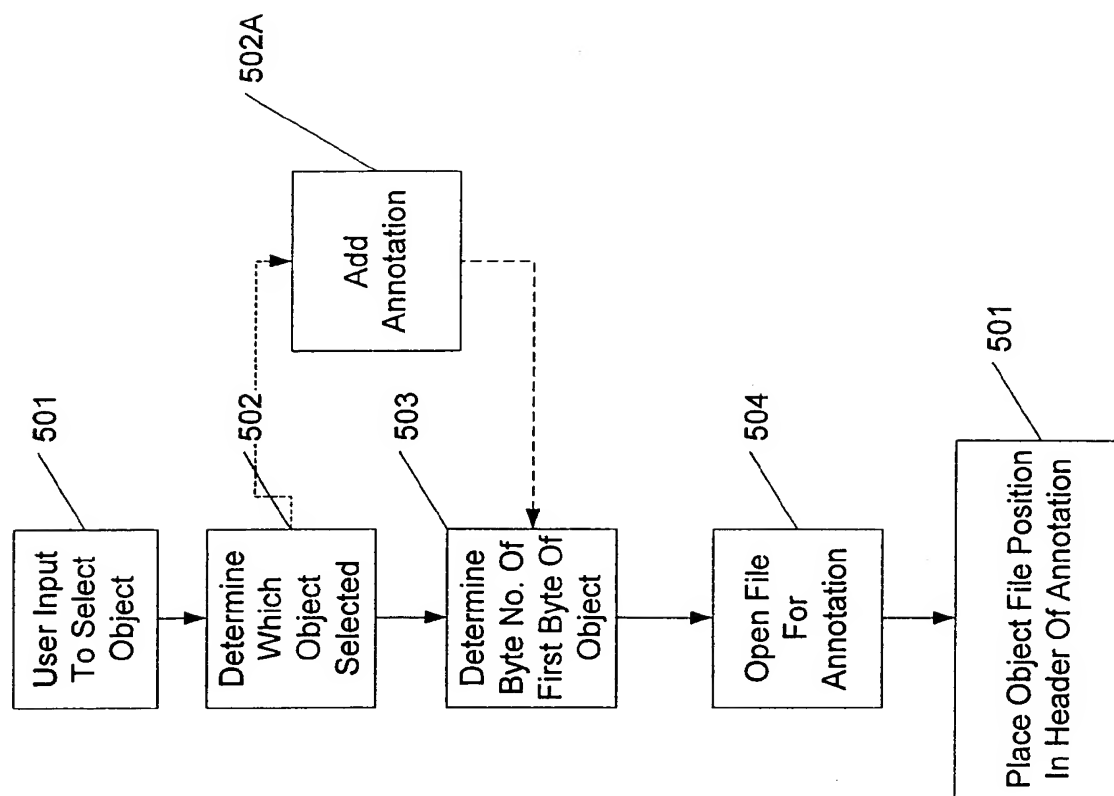 501
User Input
To Select
Object
502
Determine
Which
Object
Selected
502A
Add
Annotation
503
Determine
Byte No. Of
First Byte Of
Object
504
Open File
For
Annotation
501
Place Object File Position
In Header Of Annotation